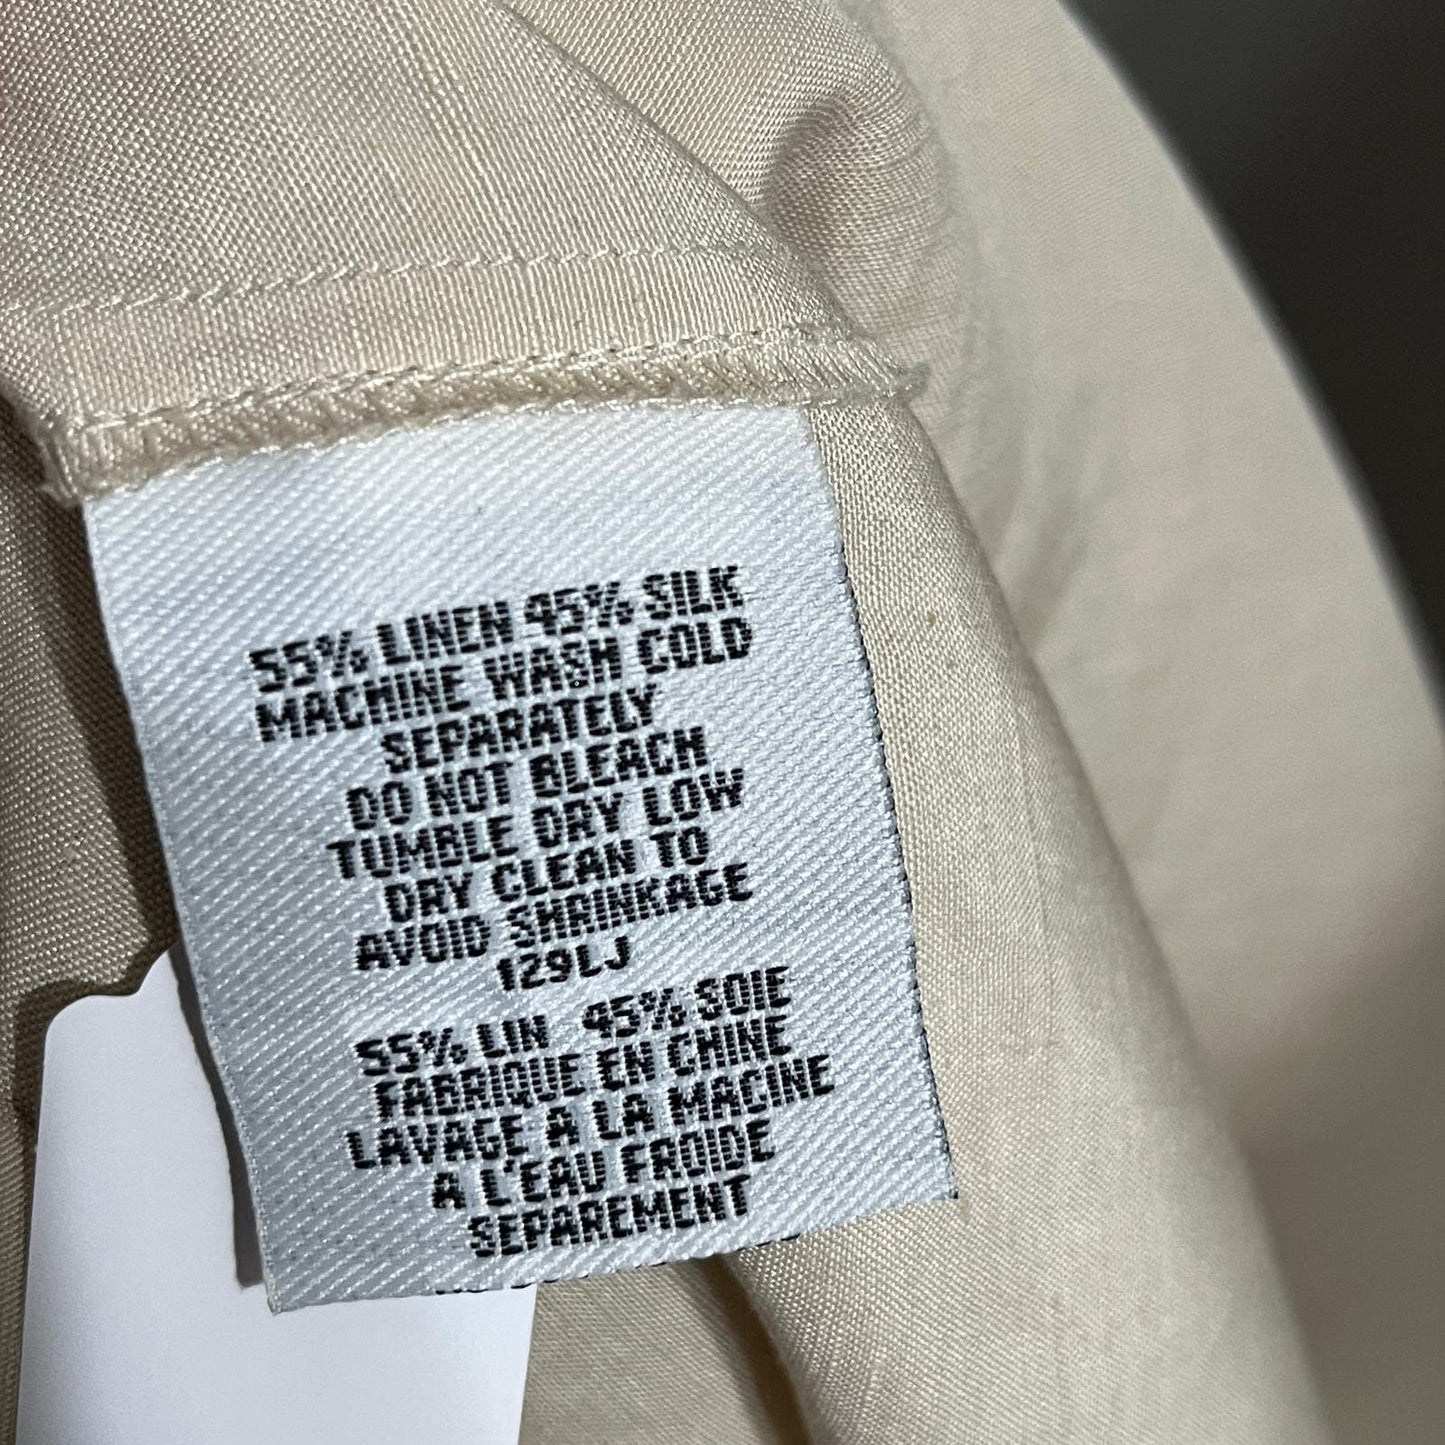 55% LINEN 45% SILK
MACHINE WASH COLD
SEPARATELY
DO NOT BLEACH
TUMBLE DRY LOW
DRY CLEAN TO
AVOID SHRINKAGE
129LJ
55% LIN 45% SOIE
FABRIQUE EN CHINE
LAVAGE A LA MACINE
A L'EAU FROIDE
SEPAREMENT